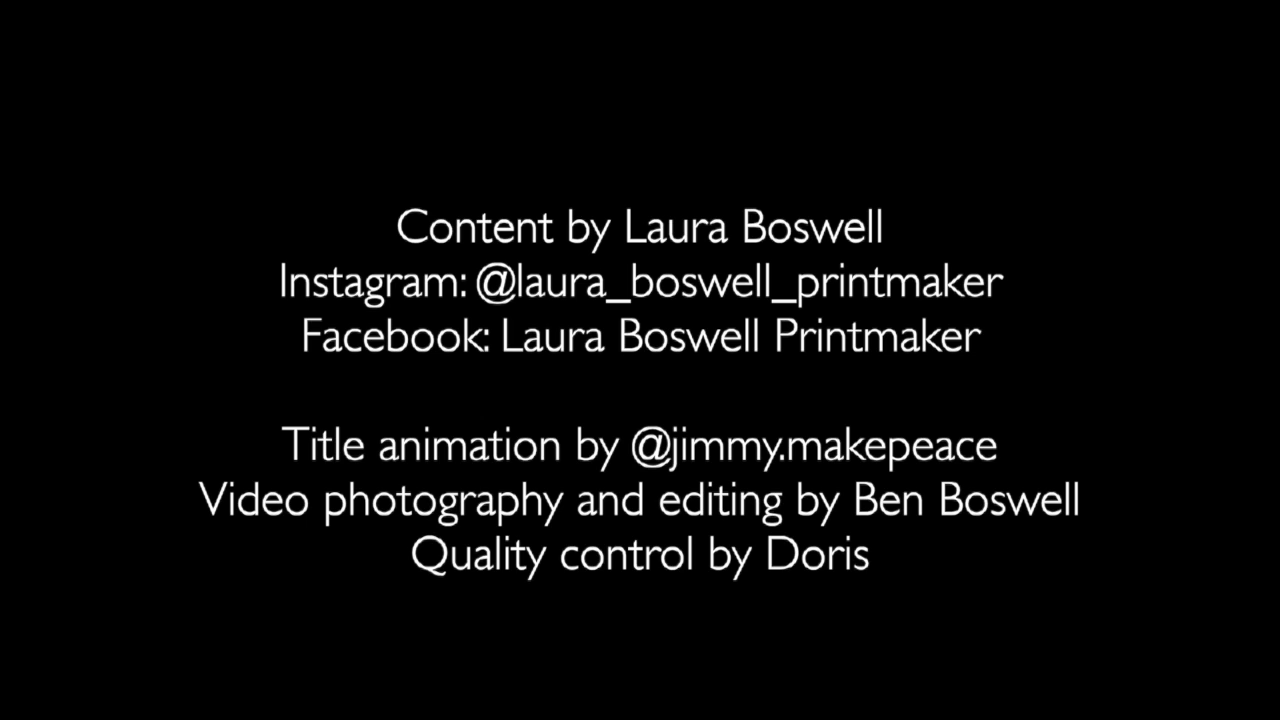 Content by Laura Boswell
Instagram: @laura_boswell_printmaker
Facebook: Laura Boswell Printmaker
Title animation by @jimmy.makepeace
Video photography and editing by Ben Boswell
Quality control by Doris